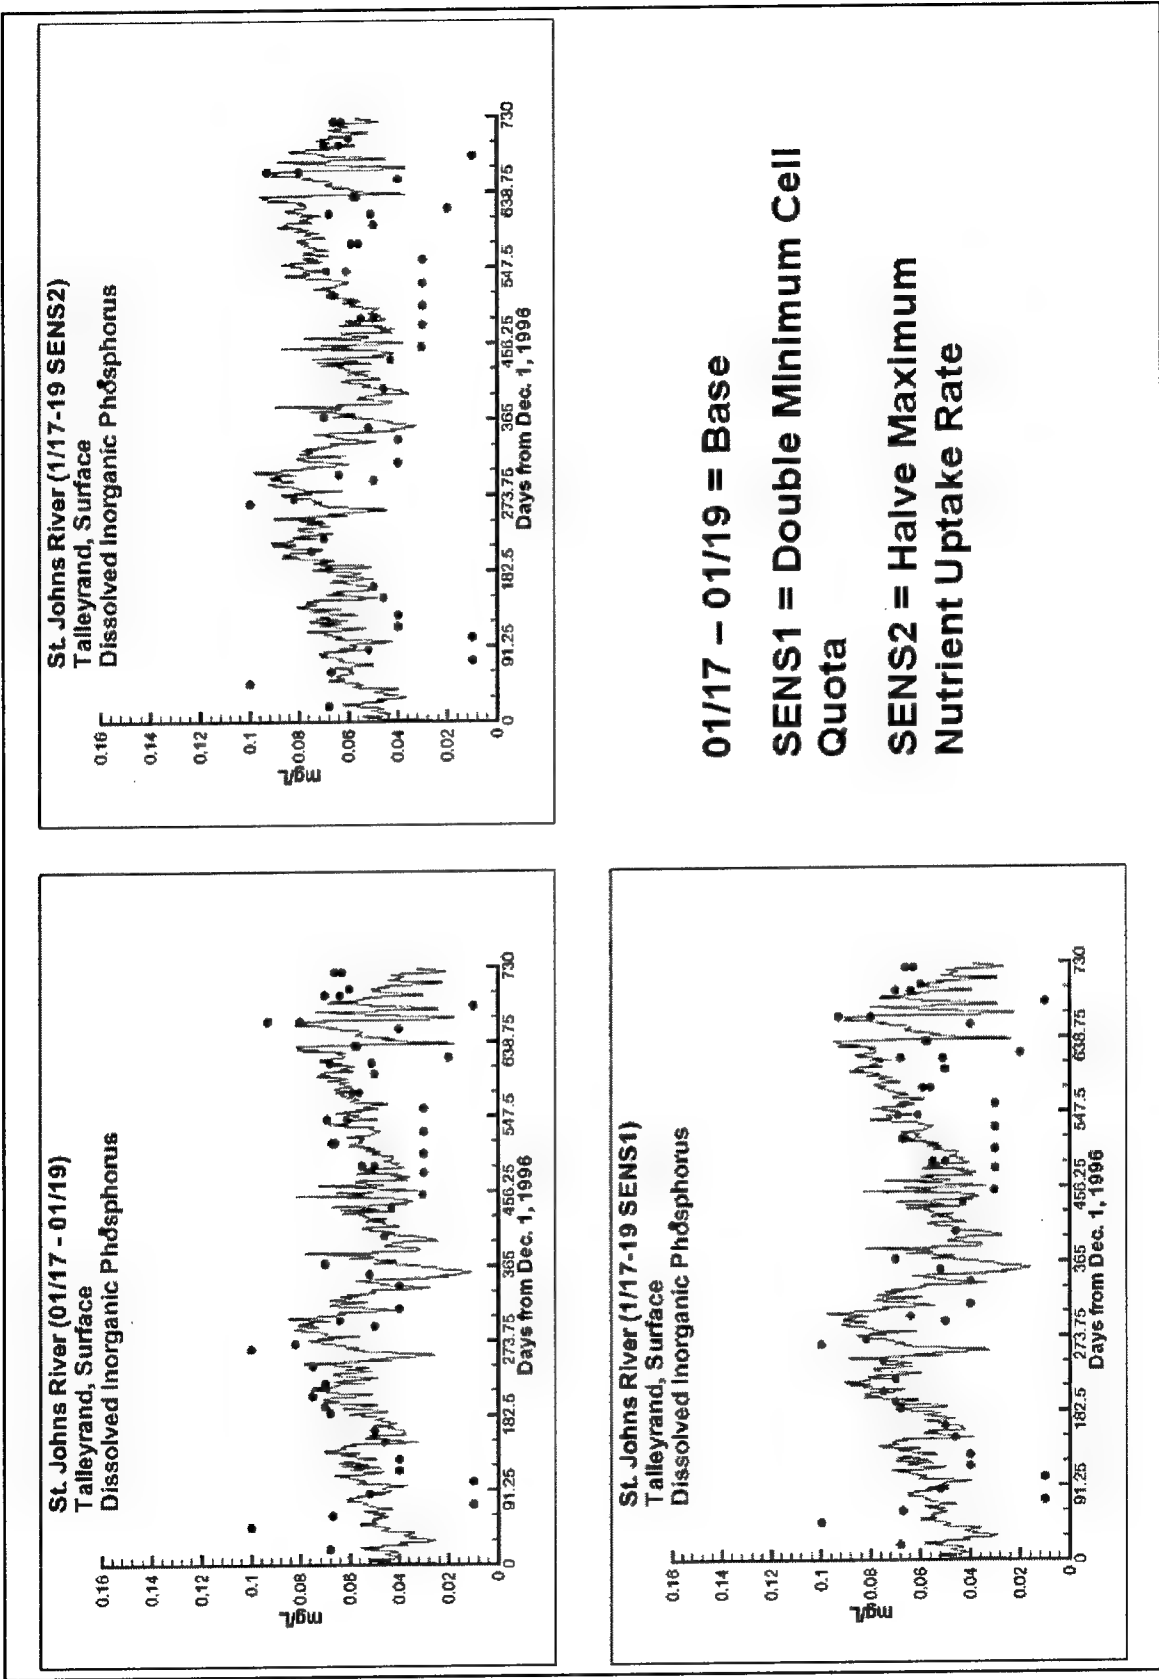 St. Johns River (01/17 - 01/19)
Talleyrand, Surface
Dissolved Inorganic Phosphorus
0.16
0.14
0.12
0.1
0.08
0.06
0.04
0.02
0
mg/L
0 91.25 182.5 273.75 365 456.25 547.5 638.75 730
Days from Dec. 1, 1996
St. Johns River (1/17-19 SENS2)
Talleyrand, Surface
Dissolved Inorganic Phosphorus
0.16
0.14
0.12
0.1
0.08
0.06
0.04
0.02
0
mg/L
0 91.25 182.5 273.75 365 456.25 547.5 638.75 730
Days from Dec. 1, 1996
St. Johns River (1/17-19 SENS1)
Talleyrand, Surface
Dissolved Inorganic Phosphorus
0.16
0.14
0.12
0.1
0.08
0.06
0.04
0.02
0
mg/L
0 91.25 182.5 273.75 365 456.25 547.5 638.75 730
Days from Dec. 1, 1996
01/17 – 01/19 = Base
SENS1 = Double Minimum Cell
Quota
SENS2 = Halve Maximum
Nutrient Uptake Rate